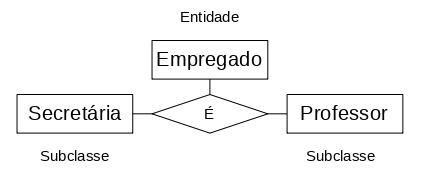 Entidade
Empregado
Secretária
É
Professor
Subclasse
Subclasse